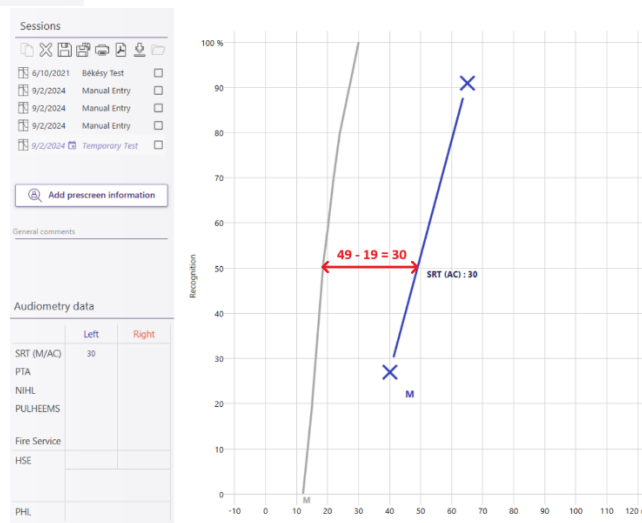 Sessions
6/10/2021 Békésy Test
9/2/2024 Manual Entry
9/2/2024 Manual Entry
9/2/2024 Manual Entry
9/2/2024 Temporary Test
Add prescreen information
General comments
Audiometry data
Left Right
SRT (M/AC) 30
PTA
NIHL
PULHEEMS
Fire Service
HSE
PHL
100 %
90
80
70
60
50
40
30
20
10
0
Recognition
49 - 19 = 30
SRT (AC) : 30
M
M
-10 0 10 20 30 40 50 60 70 80 90 100 110 120